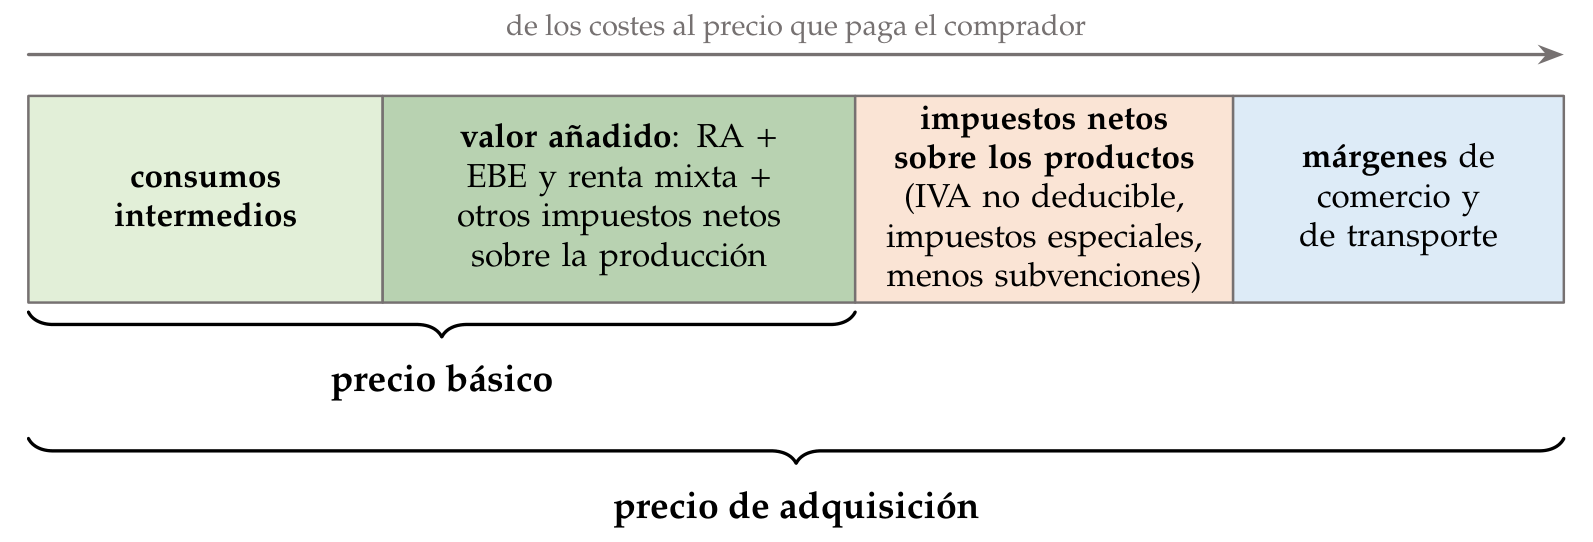 de los costes al precio que paga el comprador
consumos
intermedios
valor añadido: RA +
EBE y renta mixta +
otros impuestos netos
sobre la producción
impuestos netos
sobre los productos
(IVA no deducible,
impuestos especiales,
menos subvenciones)
márgenes de
comercio y
de transporte
precio básico
precio de adquisición